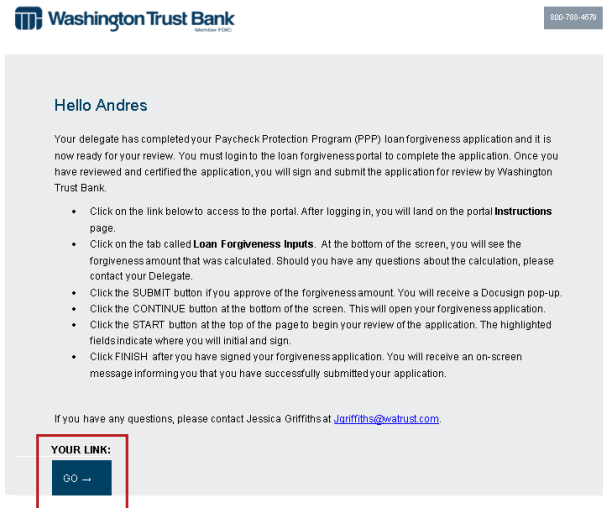 Washington Trust Bank
Member FDIC
800-788-4579
Hello Andres
Your delegate has completed your Paycheck Protection Program (PPP) loan forgiveness application and it is
now ready for your review. You must login to the loan forgiveness portal to complete the application. Once you
have reviewed and certified the application, you will sign and submit the application for review by Washington
Trust Bank.
• Click on the link below to access to the portal. After logging in, you will land on the portal Instructions
page.
• Click on the tab called Loan Forgiveness Inputs. At the bottom of the screen, you will see the
forgiveness amount that was calculated. Should you have any questions about the calculation, please
contact your Delegate.
• Click the SUBMIT button if you approve of the forgiveness amount. You will receive a Docusign pop-up.
• Click the CONTINUE button at the bottom of the screen. This will open your forgiveness application.
• Click the START button at the top of the page to begin your review of the application. The highlighted
fields indicate where you will initial and sign.
• Click FINISH after you have signed your forgiveness application. You will receive an on-screen
message informing you that you have successfully submitted your application.
If you have any questions, please contact Jessica Griffiths at Jgriffiths@watrust.com.
YOUR LINK:
GO →